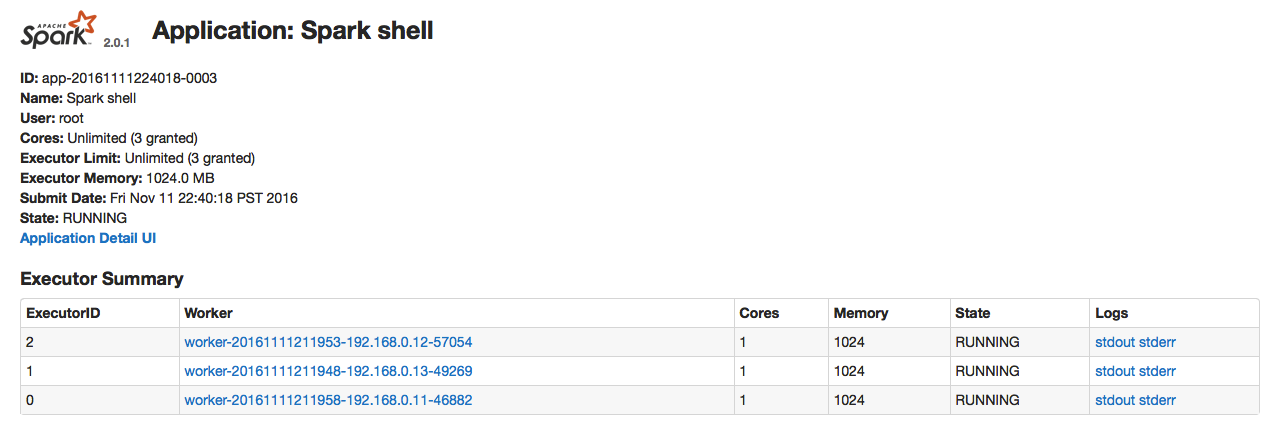 APACHE Spark 2.0.1 Application: Spark shell
ID: app-20161111224018-0003
Name: Spark shell
User: root
Cores: Unlimited (3 granted)
Executor Limit: Unlimited (3 granted)
Executor Memory: 1024.0 MB
Submit Date: Fri Nov 11 22:40:18 PST 2016
State: RUNNING
Application Detail UI
Executor Summary
ExecutorID Worker Cores Memory State Logs
2 worker-20161111211953-192.168.0.12-57054 1 1024 RUNNING stdout stderr
1 worker-20161111211948-192.168.0.13-49269 1 1024 RUNNING stdout stderr
0 worker-20161111211958-192.168.0.11-46882 1 1024 RUNNING stdout stderr